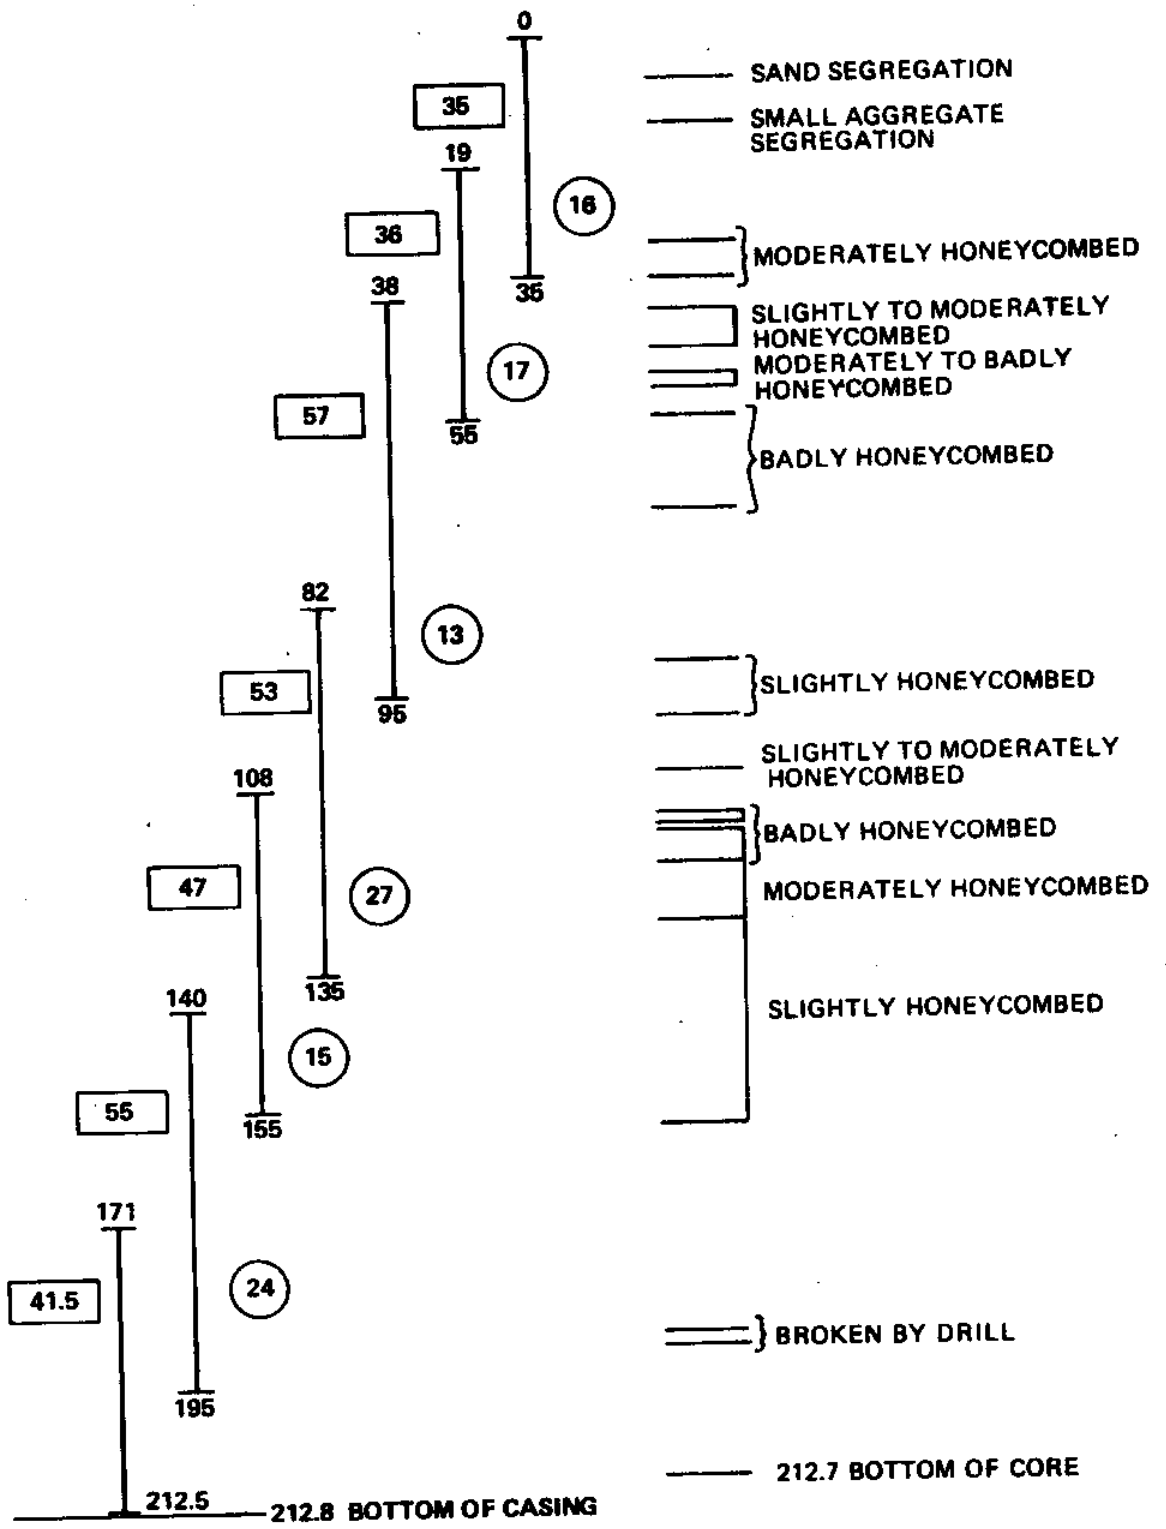 0
SAND SEGREGATION
35
SMALL AGGREGATE
SEGREGATION
19
16
36
MODERATELY HONEYCOMBED
38
35
SLIGHTLY TO MODERATELY
HONEYCOMBED
17
MODERATELY TO BADLY
HONEYCOMBED
57
55
BADLY HONEYCOMBED
82
13
53
SLIGHTLY HONEYCOMBED
95
SLIGHTLY TO MODERATELY
HONEYCOMBED
108
BADLY HONEYCOMBED
47
27
MODERATELY HONEYCOMBED
135
140
SLIGHTLY HONEYCOMBED
15
55
155
171
24
41.5
BROKEN BY DRILL
195
212.7 BOTTOM OF CORE
212.5
212.8 BOTTOM OF CASING